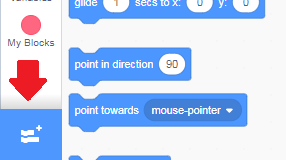 glide 1 secs to x: 0 y: 0
Variables
My Blocks
point in direction 90
point towards mouse-pointer